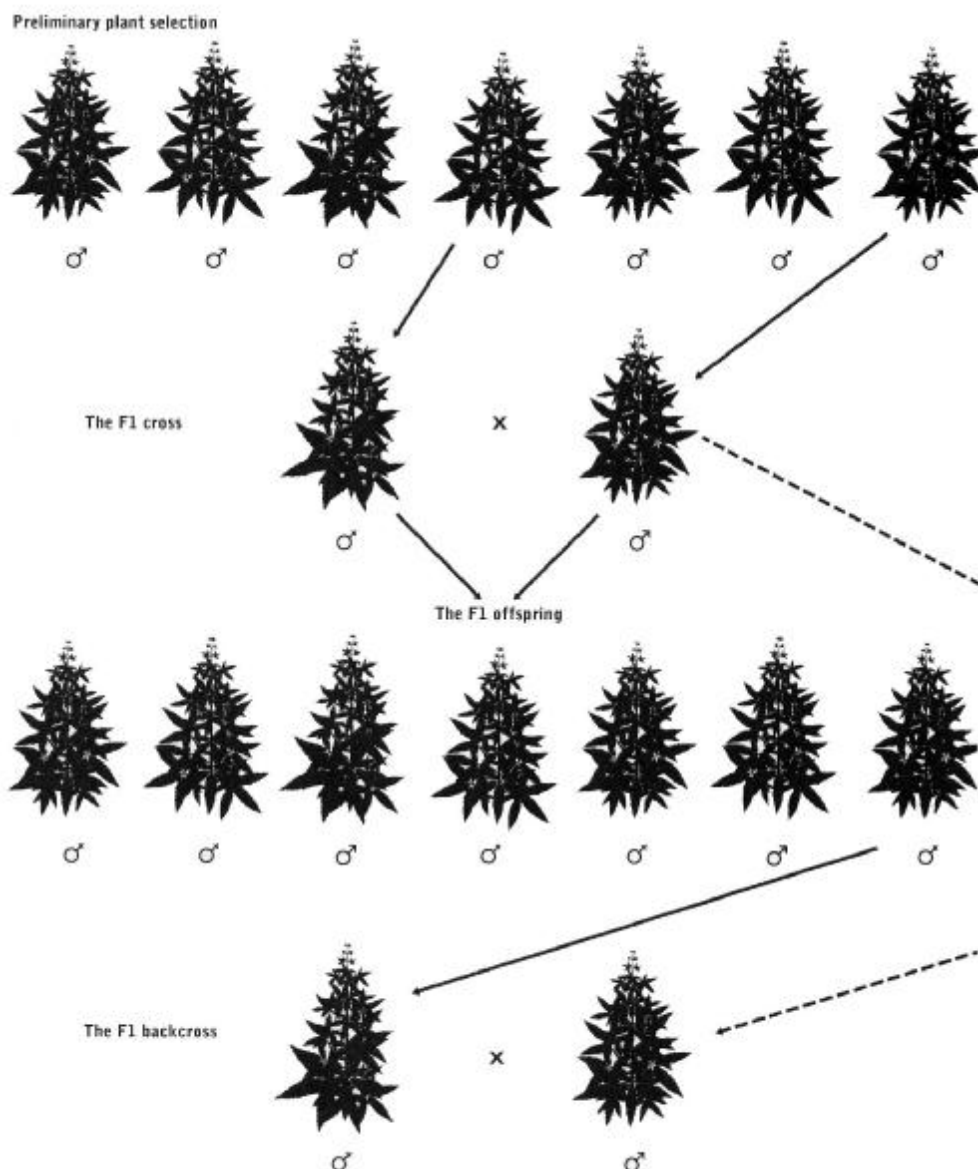 Preliminary plant selection
♂ ♂ ♂ ♂ ♂ ♂ ♂
The F1 cross
x
♂ ♂
The F1 offspring
♂ ♂ ♂ ♂ ♂ ♂ ♂
The F1 backcross
x
♂ ♂